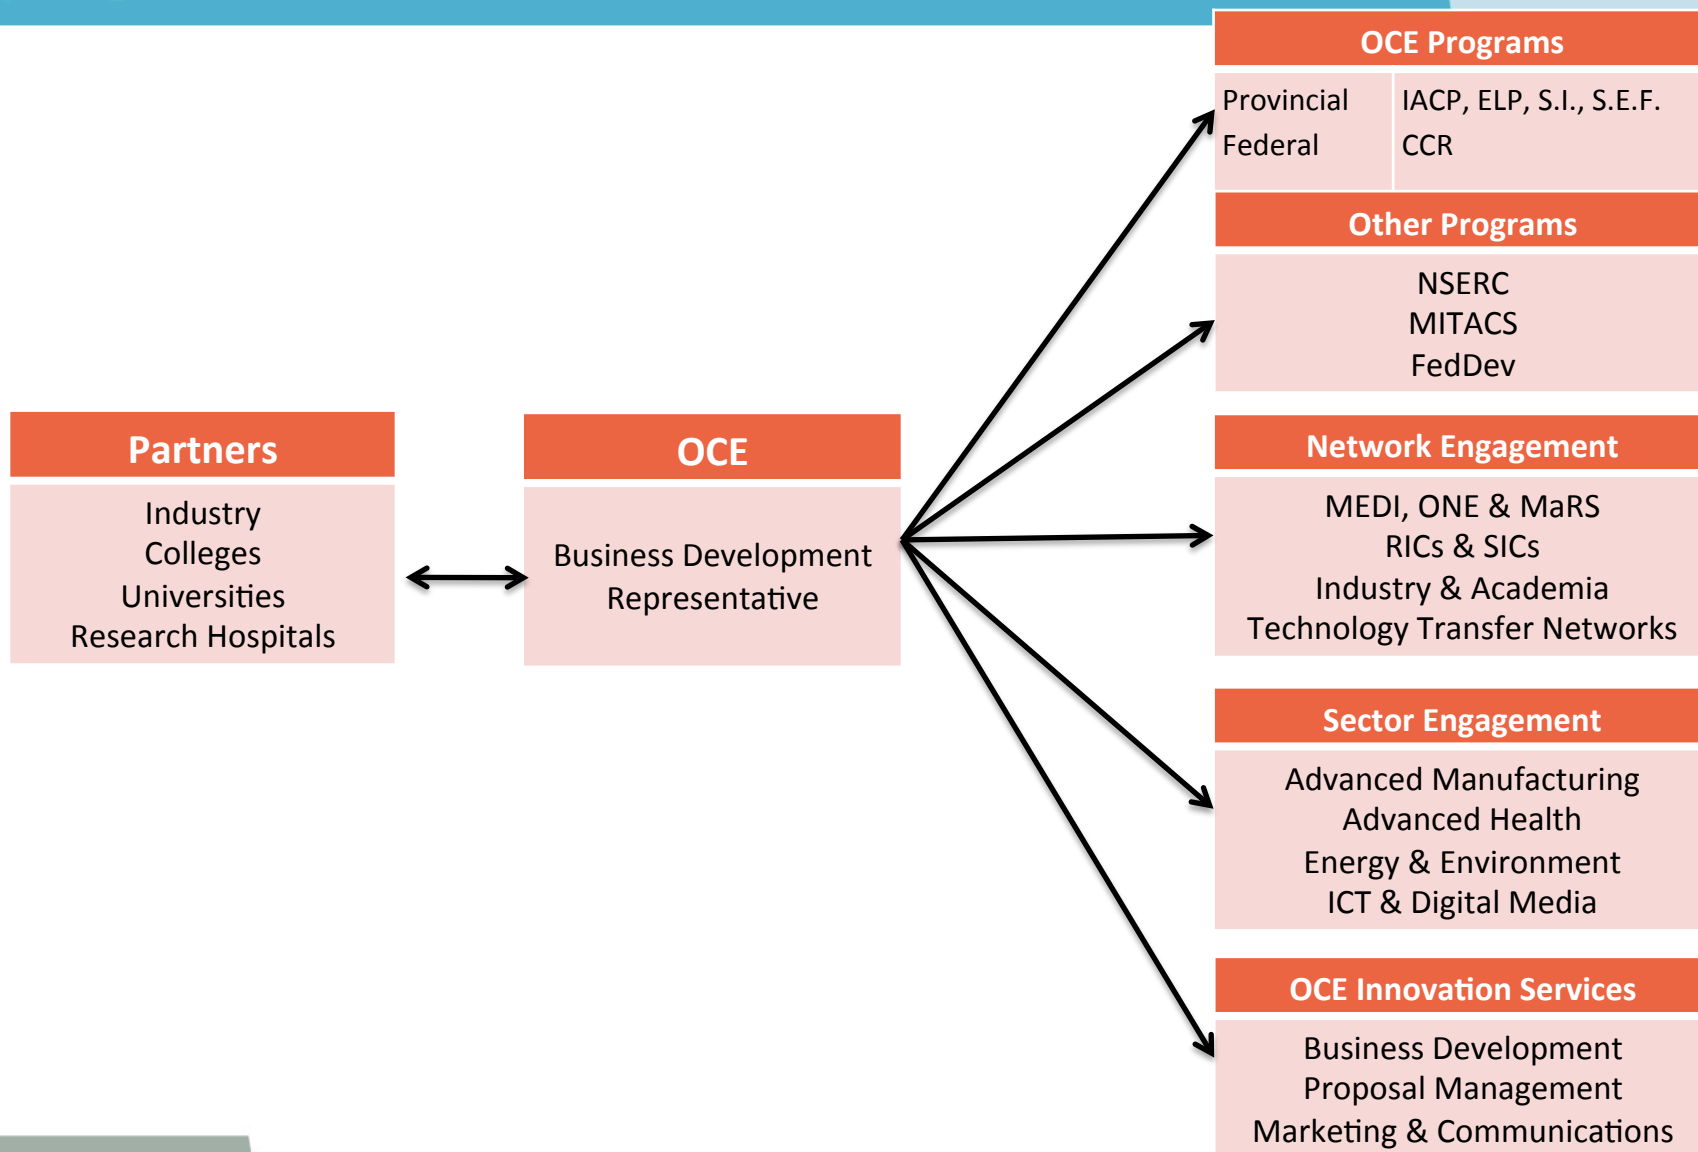 Partners
Industry
Colleges
Universities
Research Hospitals
OCE
Business Development
Representative
OCE Programs
Provincial IACP, ELP, S.I., S.E.F.
Federal CCR
Other Programs
NSERC
MITACS
FedDev
Network Engagement
MEDI, ONE & MaRS
RICs & SICs
Industry & Academia
Technology Transfer Networks
Sector Engagement
Advanced Manufacturing
Advanced Health
Energy & Environment
ICT & Digital Media
OCE Innovation Services
Business Development
Proposal Management
Marketing & Communications